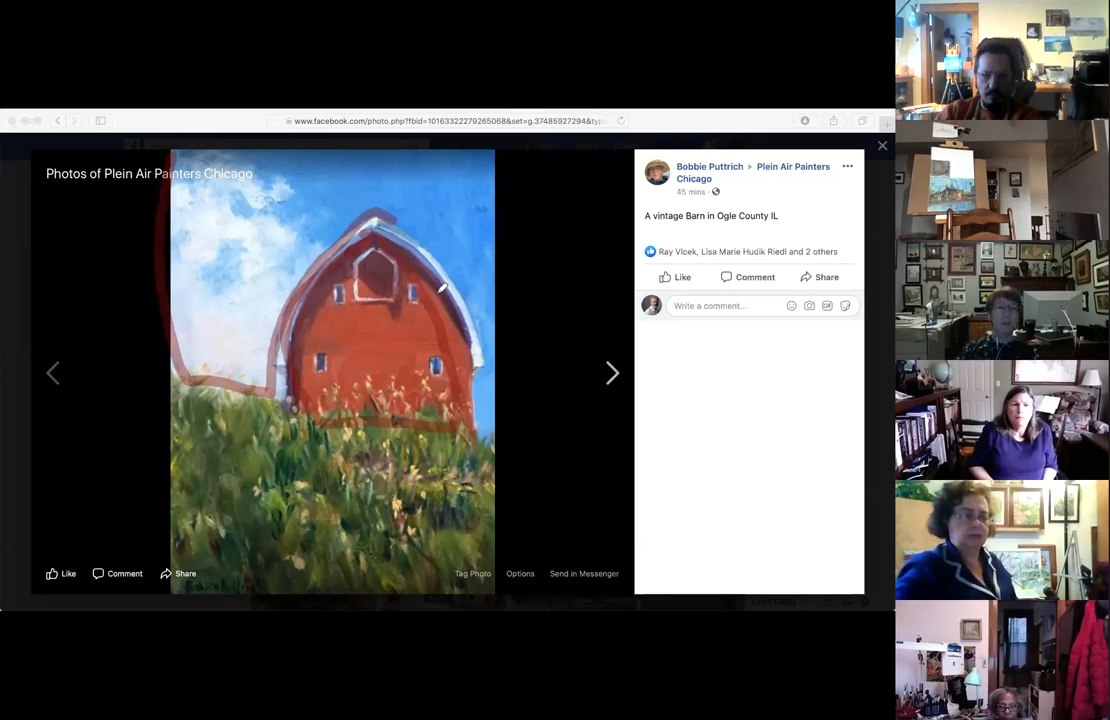 www.facebook.com/photo.php?fbid=10163322279265068&set=g.37485927294&typ
Photos of Plein Air Painters Chicago
Bobbie Puttrich ▸ Plein Air Painters
Chicago
45 mins ·
A vintage Barn in Ogle County IL
Ray Vlcek, Lisa Marie Hudik Riedl and 2 others
Like Comment Share
Write a comment...
GIF
Like Comment Share
Tag Photo Options Send in Messenger